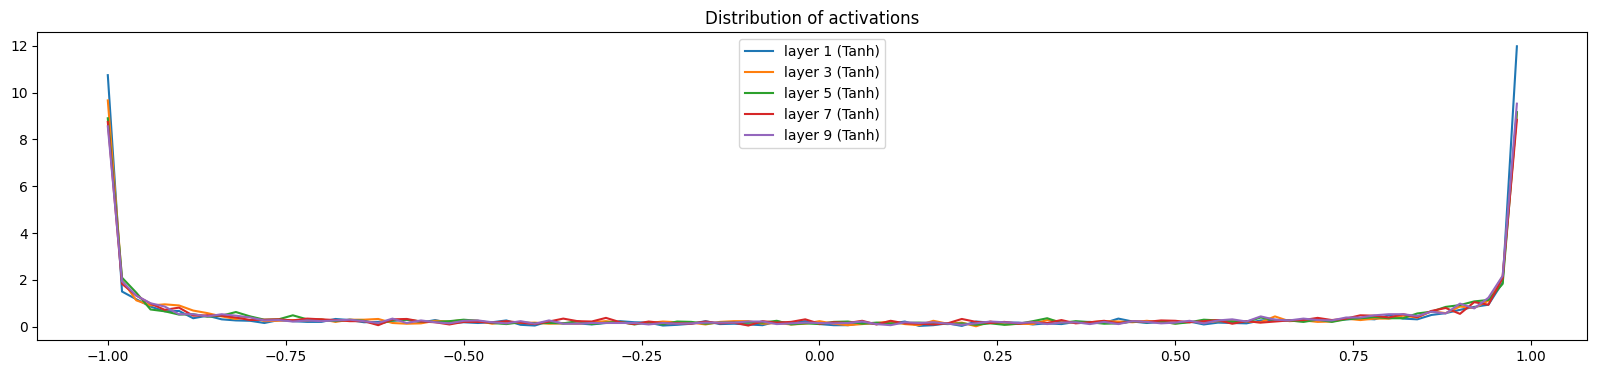 Distribution of activations
12
10
8
6
4
2
0
layer 1 (Tanh)
layer 3 (Tanh)
layer 5 (Tanh)
layer 7 (Tanh)
layer 9 (Tanh)
−1.00 −0.75 −0.50 −0.25 0.00 0.25 0.50 0.75 1.00